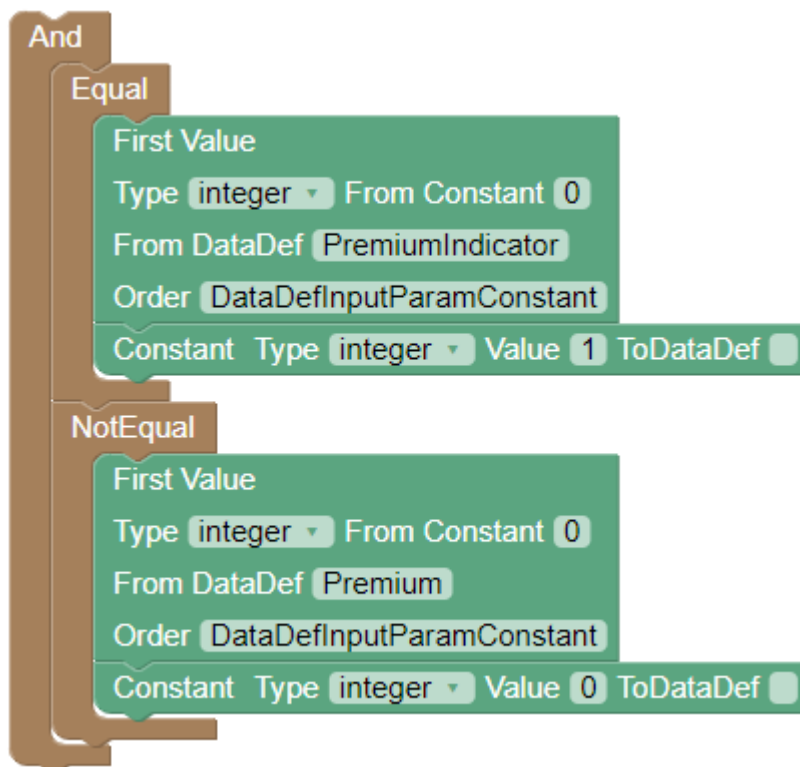 And
Equal
First Value
Type integer From Constant 0
From DataDef PremiumIndicator
Order DataDefInputParamConstant
Constant Type integer Value 1 ToDataDef
NotEqual
First Value
Type integer From Constant 0
From DataDef Premium
Order DataDefInputParamConstant
Constant Type integer Value 0 ToDataDef